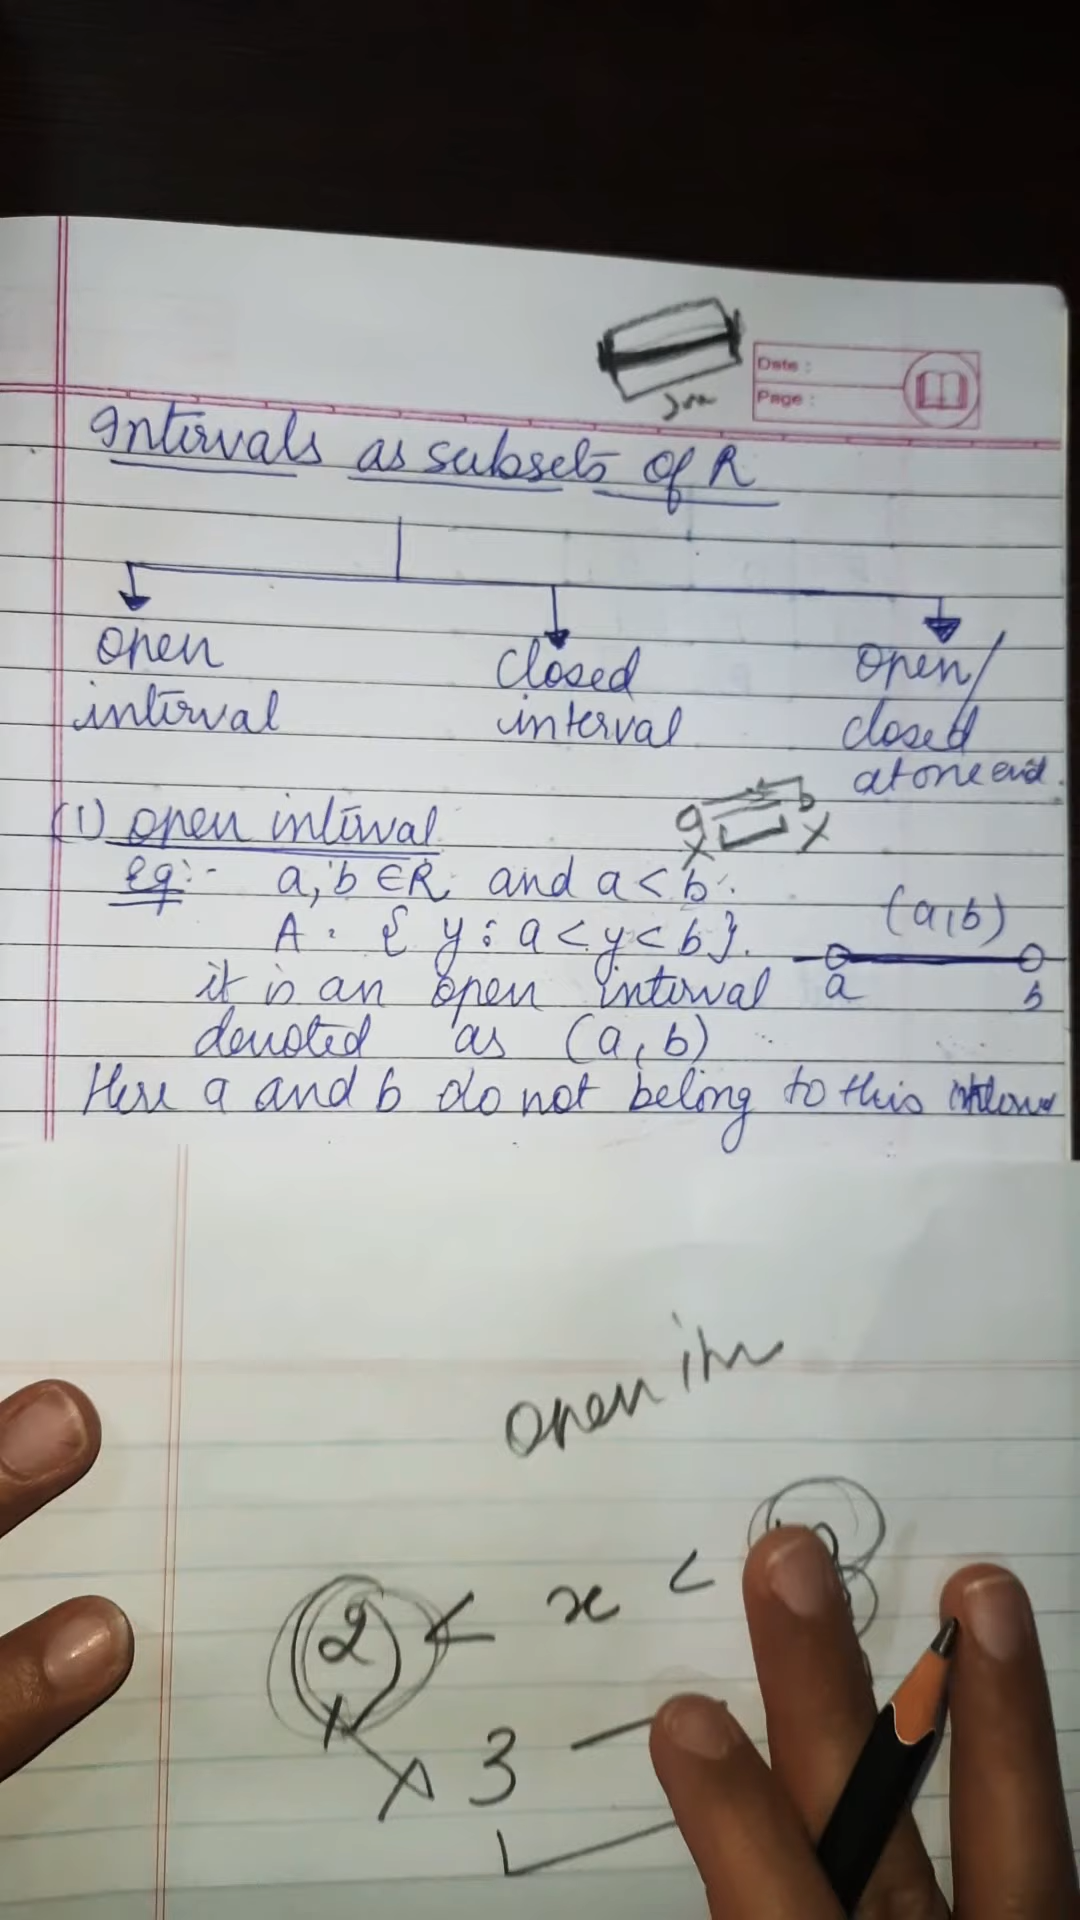 Date :
Page :
Intervals as subsets of R
open interval
closed interval
open/ closed at one end.
(1) open interval
a b
x x
Eg:- a, b ∈ R and a < b.
(a, b)
A = { y : a < y < b }.
a b
it is an open interval
denoted as (a, b)
Here a and b do not belong to this
open
2 < x <
x 3 —